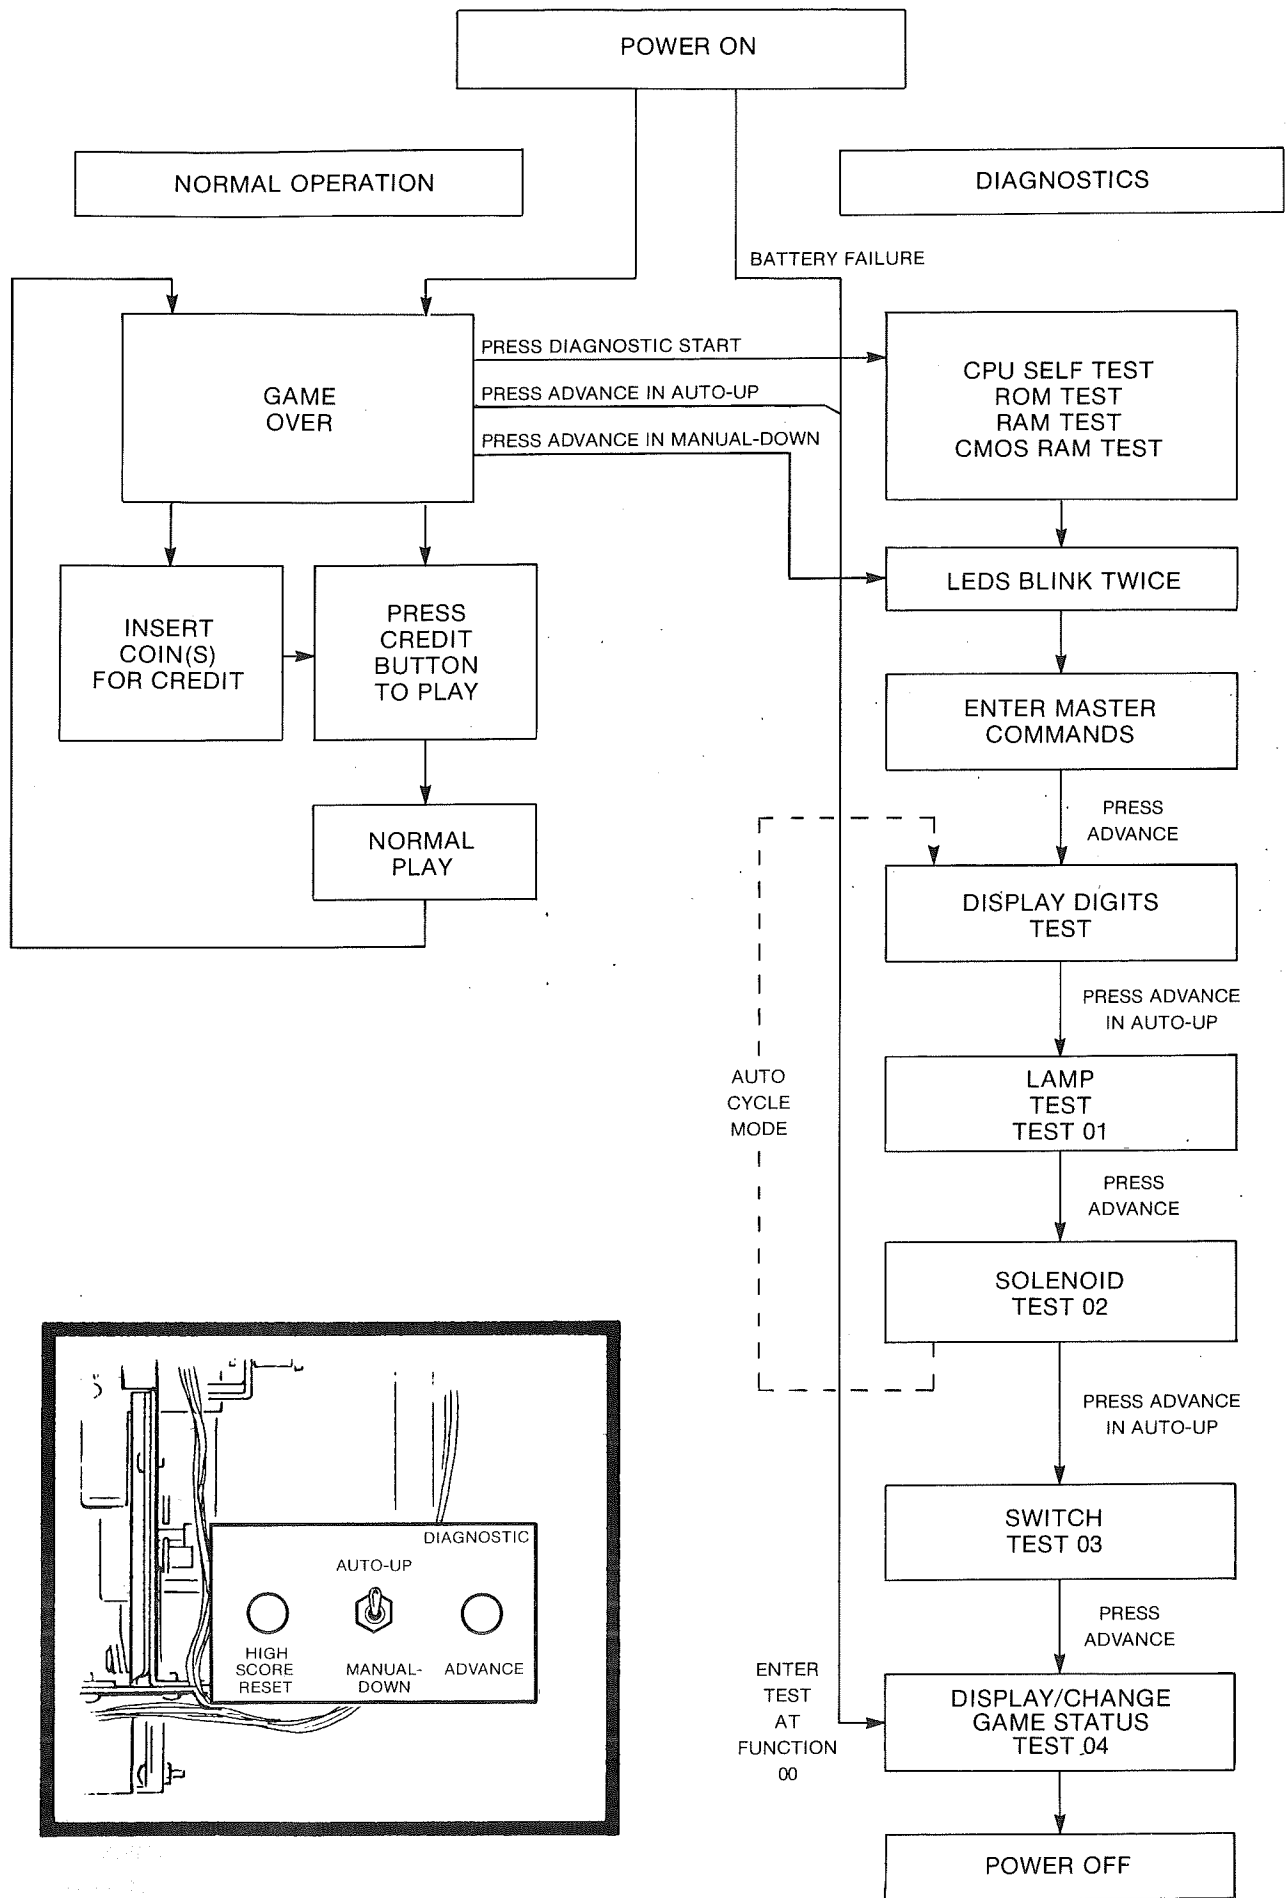 POWER ON
NORMAL OPERATION
DIAGNOSTICS
BATTERY FAILURE
GAME
OVER
PRESS DIAGNOSTIC START
PRESS ADVANCE IN AUTO-UP
PRESS ADVANCE IN MANUAL-DOWN
CPU SELF TEST
ROM TEST
RAM TEST
CMOS RAM TEST
LEDS BLINK TWICE
INSERT
COIN(S)
FOR CREDIT
PRESS
CREDIT
BUTTON
TO PLAY
ENTER MASTER
COMMANDS
PRESS
ADVANCE
NORMAL
PLAY
DISPLAY DIGITS
TEST
PRESS ADVANCE
IN AUTO-UP
AUTO
CYCLE
MODE
LAMP
TEST
TEST 01
PRESS
ADVANCE
SOLENOID
TEST 02
PRESS ADVANCE
IN AUTO-UP
SWITCH
TEST 03
PRESS
ADVANCE
ENTER
TEST
AT
FUNCTION
00
DISPLAY/CHANGE
GAME STATUS
TEST 04
POWER OFF
DIAGNOSTIC
AUTO-UP
HIGH
SCORE
RESET
MANUAL-
DOWN
ADVANCE